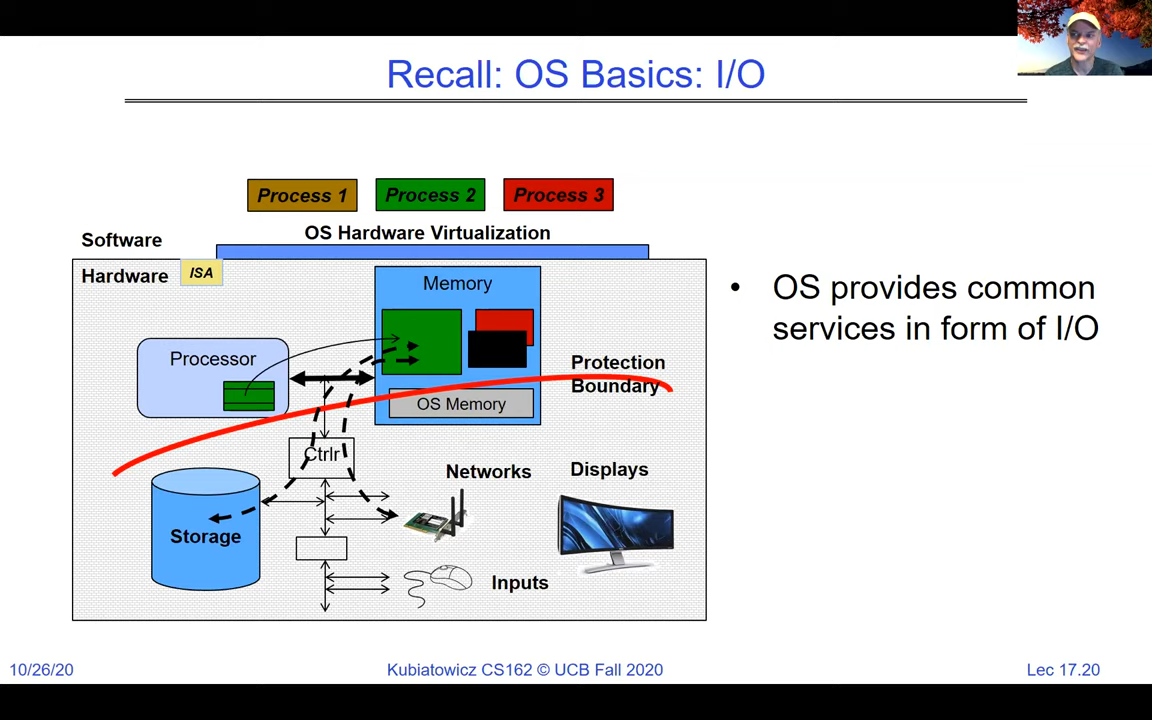 Recall: OS Basics: I/O
Process 1
Process 2
Process 3
OS Hardware Virtualization
Software
Hardware
ISA
Memory
Processor
Protection
Boundary
OS Memory
Ctrlr
Networks
Displays
Storage
Inputs
• OS provides common
services in form of I/O
10/26/20
Kubiatowicz CS162 © UCB Fall 2020
Lec 17.20